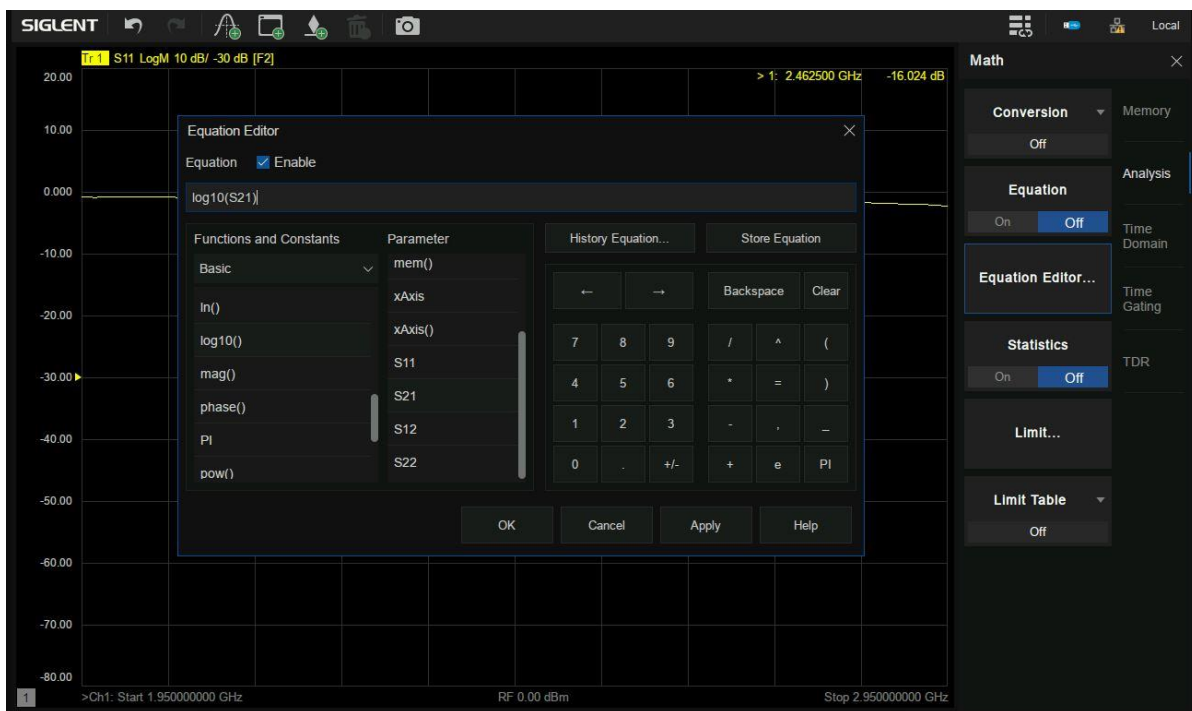 SIGLENT
Local
Tr 1 S11 LogM 10 dB/ -30 dB [F2]
> 1: 2.462500 GHz -16.024 dB
20.00
10.00
0.000
-10.00
-20.00
-30.00
-40.00
-50.00
-60.00
-70.00
-80.00
Equation Editor
Equation Enable
log10(S21)
Functions and Constants
Basic
ln()
log10()
mag()
phase()
PI
pow()
Parameter
mem()
xAxis
xAxis()
S11
S21
S12
S22
History Equation... Store Equation
← → Backspace Clear
7 8 9 / ^ (
4 5 6 * = )
1 2 3 - , _
0 . +/- + e PI
OK Cancel Apply Help
1 >Ch1: Start 1.950000000 GHz RF 0.00 dBm Stop 2.950000000 GHz
Math
Conversion
Off
Equation
On Off
Equation Editor...
Statistics
On Off
Limit...
Limit Table
Off
Memory
Analysis
Time
Domain
Time
Gating
TDR